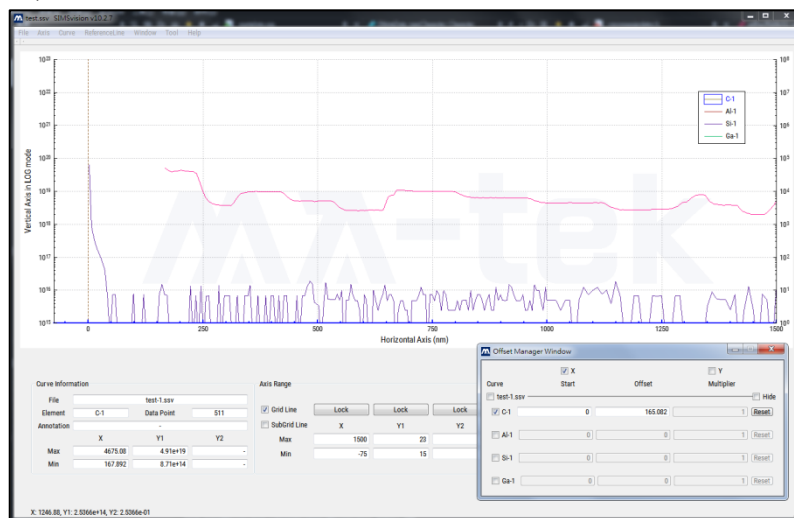 test.ssv SIMSvision v10.2.7
File Axis Curve ReferenceLine Window Tool Help
Vertical Axis in LOG mode
10²³
10²²
10²¹
10²⁰
10¹⁹
10¹⁸
10¹⁷
10¹⁶
10¹⁵
10⁸
10⁷
10⁶
10⁵
10⁴
10³
10²
10¹
10⁰
C-1
Al-1
Si-1
Ga-1
ma-tek
0 250 500 750 1000 1250 1500
Horizontal Axis (nm)
Curve Information
File test-1.ssv
Element C-1 Data Point 511
Annotation -
X Y1 Y2
Max 4675.08 4.91e+19 -
Min 167.892 8.71e+14 -
Axis Range
Grid Line Lock Lock Lock
SubGrid Line X Y1 Y2
Max 1500 23
Min -75 15
Offset Manager Window
X Y
Curve Start Offset Multiplier
test-1.ssv Hide
C-1 0 165.082 1 Reset
Al-1 0 0 1 Reset
Si-1 0 0 1 Reset
Ga-1 0 0 1 Reset
X: 1246.88, Y1: 2.5366e+14, Y2: 2.5366e-01